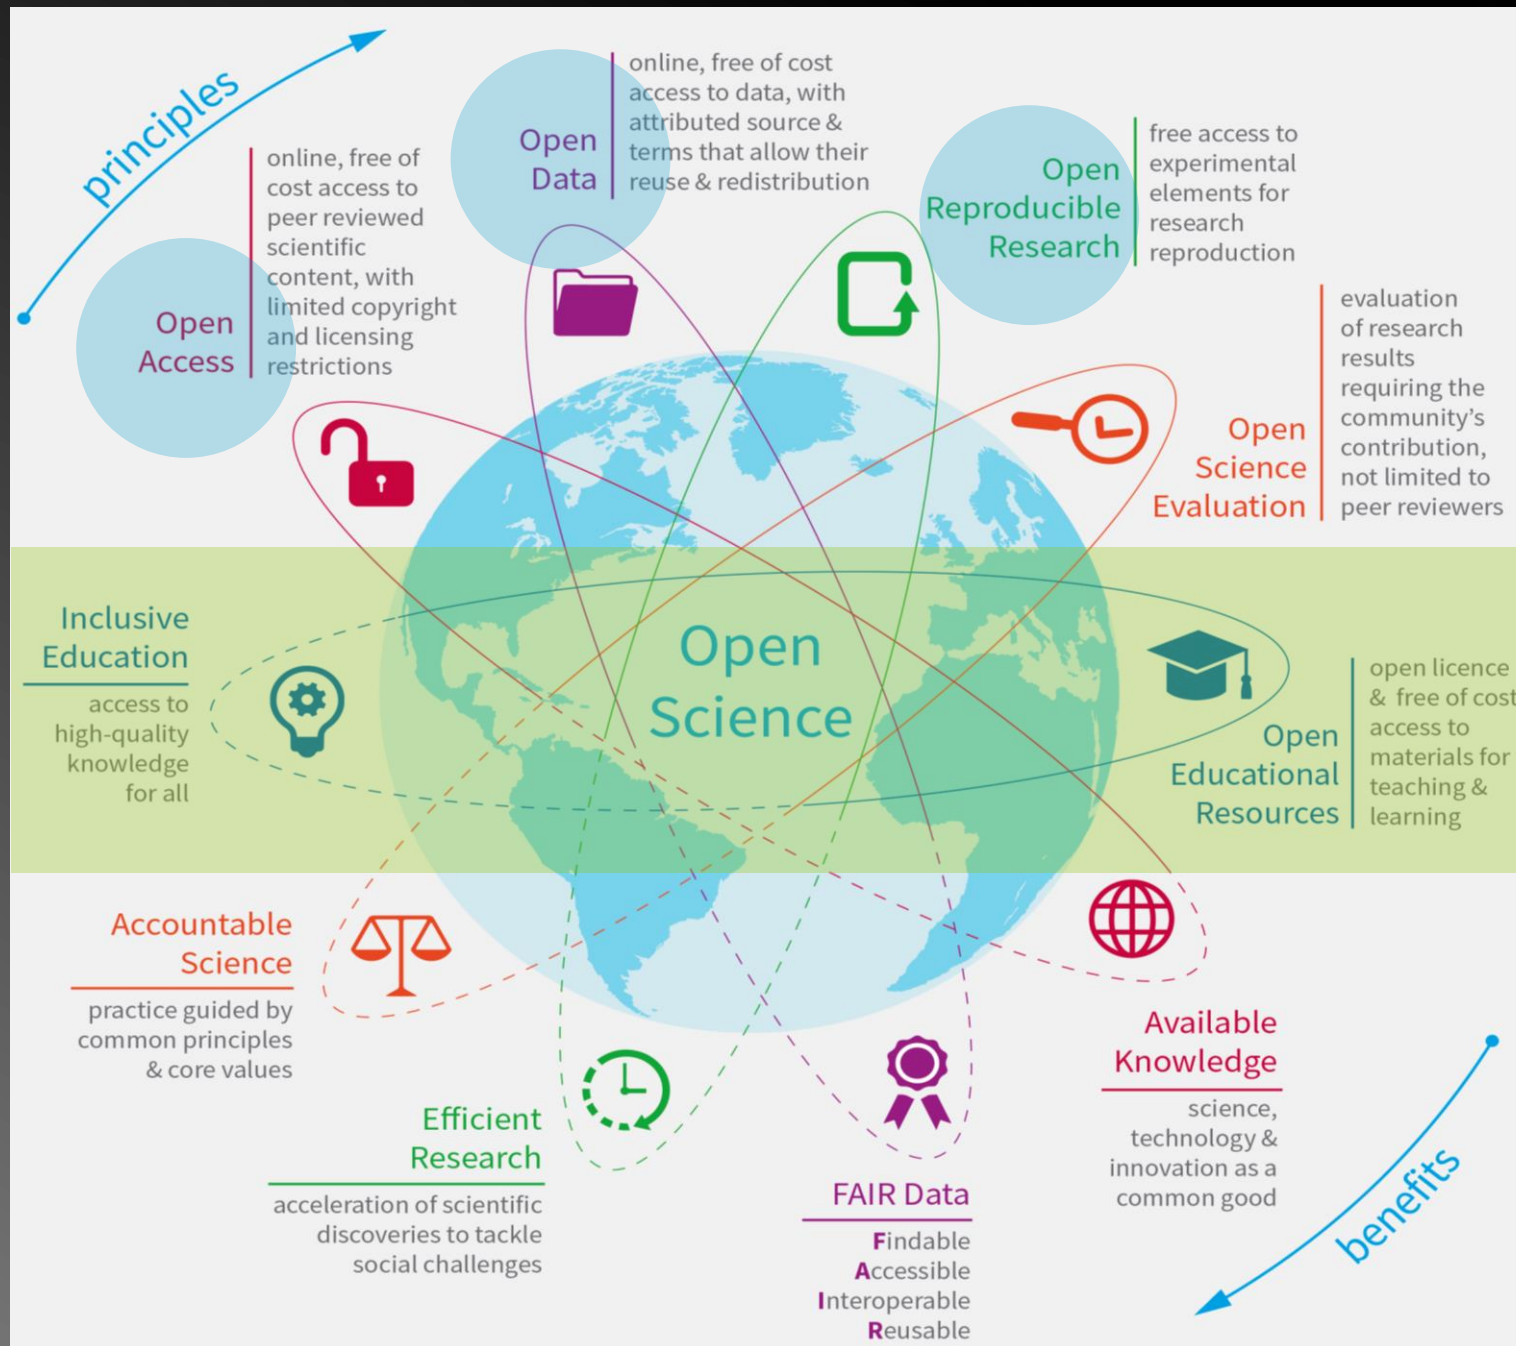 principles
Open
Access
online, free of
cost access to
peer reviewed
scientific
content, with
limited copyright
and licensing
restrictions
Open
Data
online, free of cost
access to data, with
attributed source &
terms that allow their
reuse & redistribution
Open
Reproducible
Research
free access to
experimental
elements for
research
reproduction
Open
Science
Evaluation
evaluation
of research
results
requiring the
community’s
contribution,
not limited to
peer reviewers
Inclusive
Education
access to
high-quality
knowledge
for all
Open
Science
Open
Educational
Resources
open licence
& free of cost
access to
materials for
teaching &
learning
Accountable
Science
practice guided by
common principles
& core values
Efficient
Research
acceleration of scientific
discoveries to tackle
social challenges
FAIR Data
Findable
Accessible
Interoperable
Reusable
Available
Knowledge
science,
technology &
innovation as a
common good
benefits